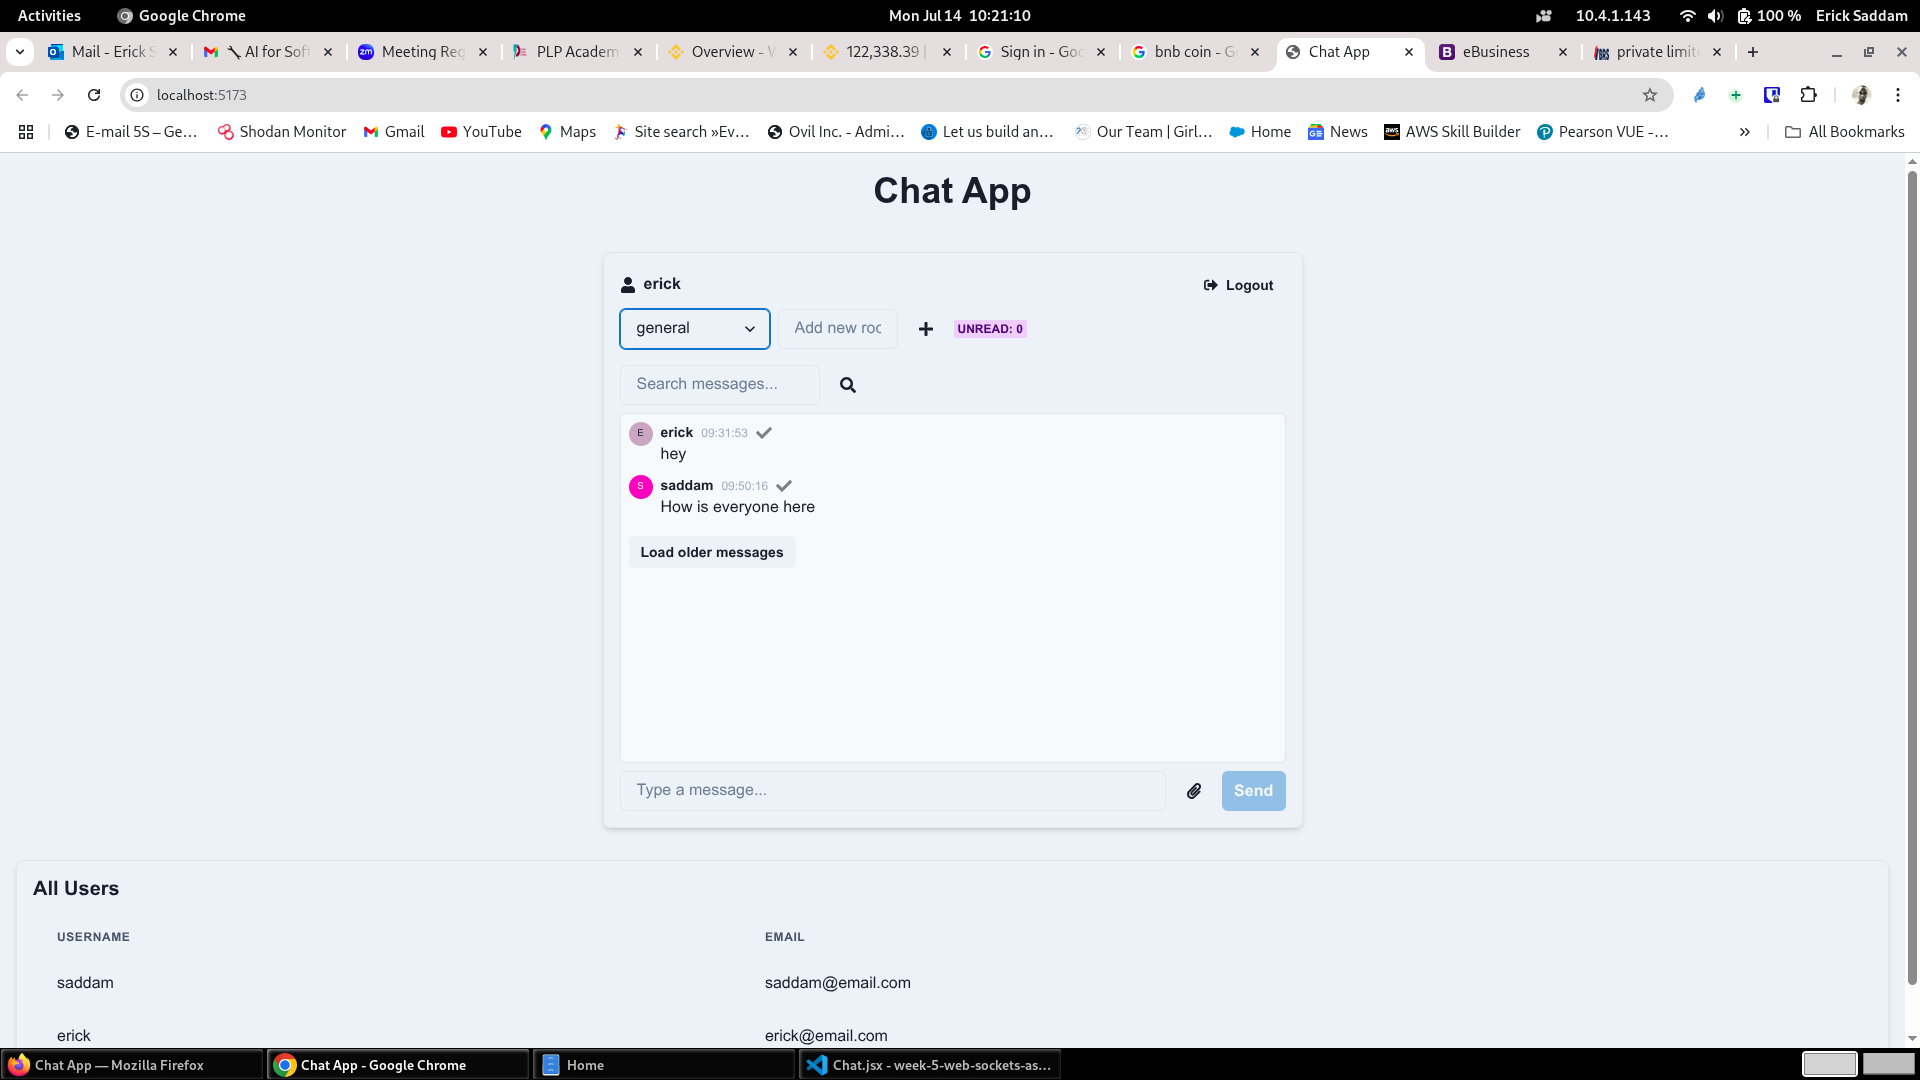 Activities Google Chrome Mon Jul 14 10:21:10 10.4.1.143 100 % Erick Saddam
Mail - Erick S AI for Soft Meeting Req PLP Academ Overview - 122,338.39 | Sign in - Goo bnb coin - G Chat App eBusiness private limit
localhost:5173
E-mail 5S – Ge... Shodan Monitor Gmail YouTube Maps Site search »Ev... Ovil Inc. - Admi... Let us build an... Our Team | Girl... Home News AWS Skill Builder Pearson VUE -... » All Bookmarks
Chat App
erick Logout
general Add new roo UNREAD: 0
Search messages...
E erick 09:31:53
hey
S saddam 09:50:16
How is everyone here
Load older messages
Type a message... Send
All Users
USERNAME EMAIL
saddam saddam@email.com
erick erick@email.com
Chat App — Mozilla Firefox Chat App - Google Chrome Home Chat.jsx - week-5-web-sockets-as...